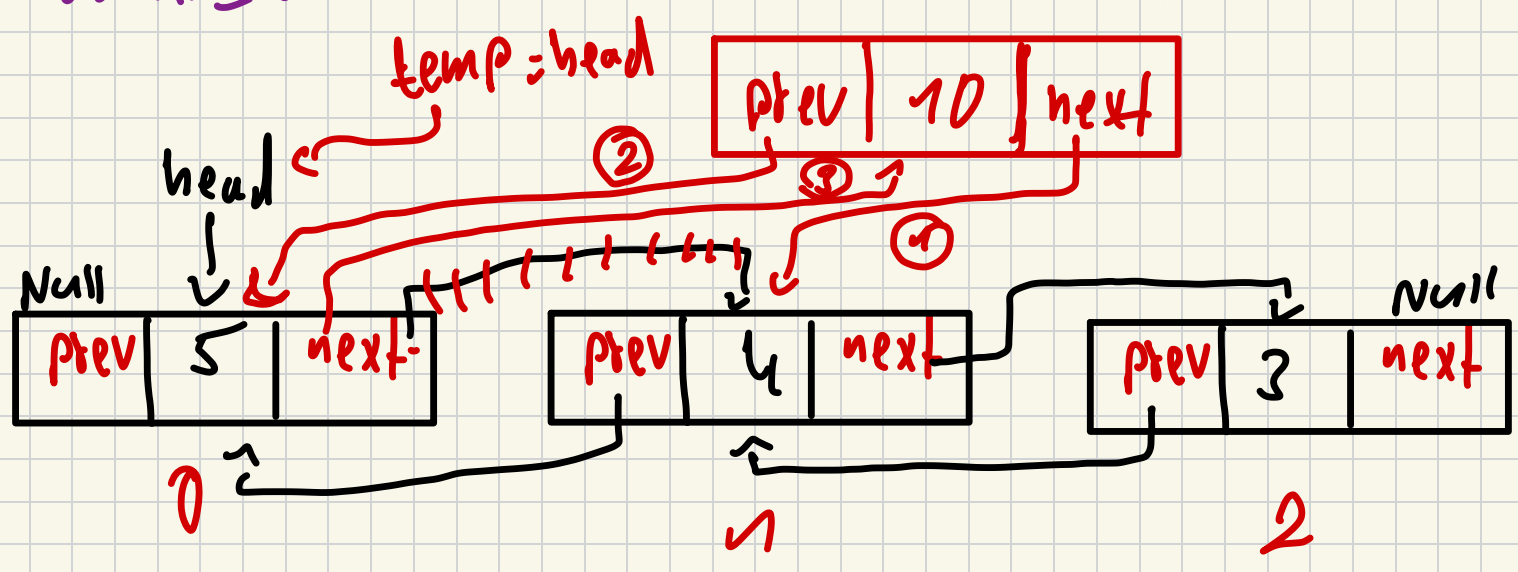 temp = head
prev 10 next
head
2
3
1
Null
Null
prev 5 next
prev 4 next
prev 3 next
0
1
2